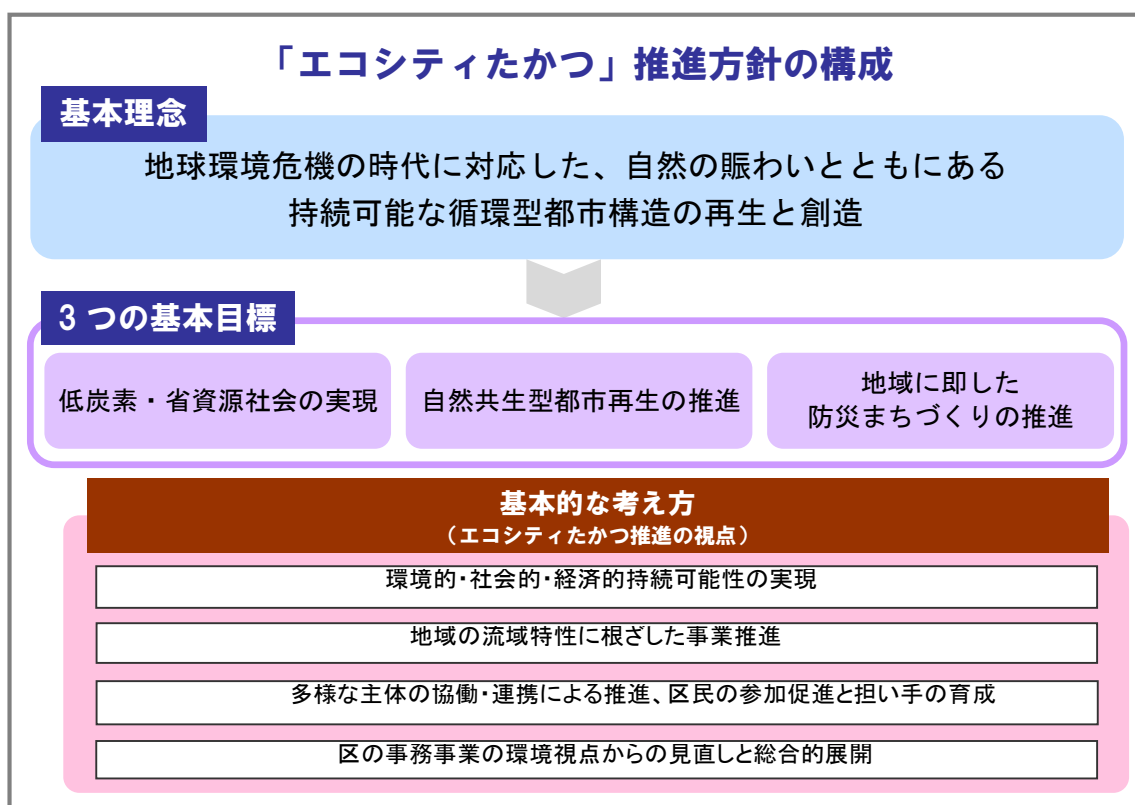 「エコシティたかつ」推進方針の構成
基本理念
地球環境危機の時代に対応した、自然の賑わいとともにある
持続可能な循環型都市構造の再生と創造
3つの基本目標
低炭素・省資源社会の実現
自然共生型都市再生の推進
地域に即した
防災まちづくりの推進
基本的な考え方
（エコシティたかつ推進の視点）
環境的・社会的・経済的持続可能性の実現
地域の流域特性に根ざした事業推進
多様な主体の協働・連携による推進、区民の参加促進と担い手の育成
区の事務事業の環境視点からの見直しと総合的展開